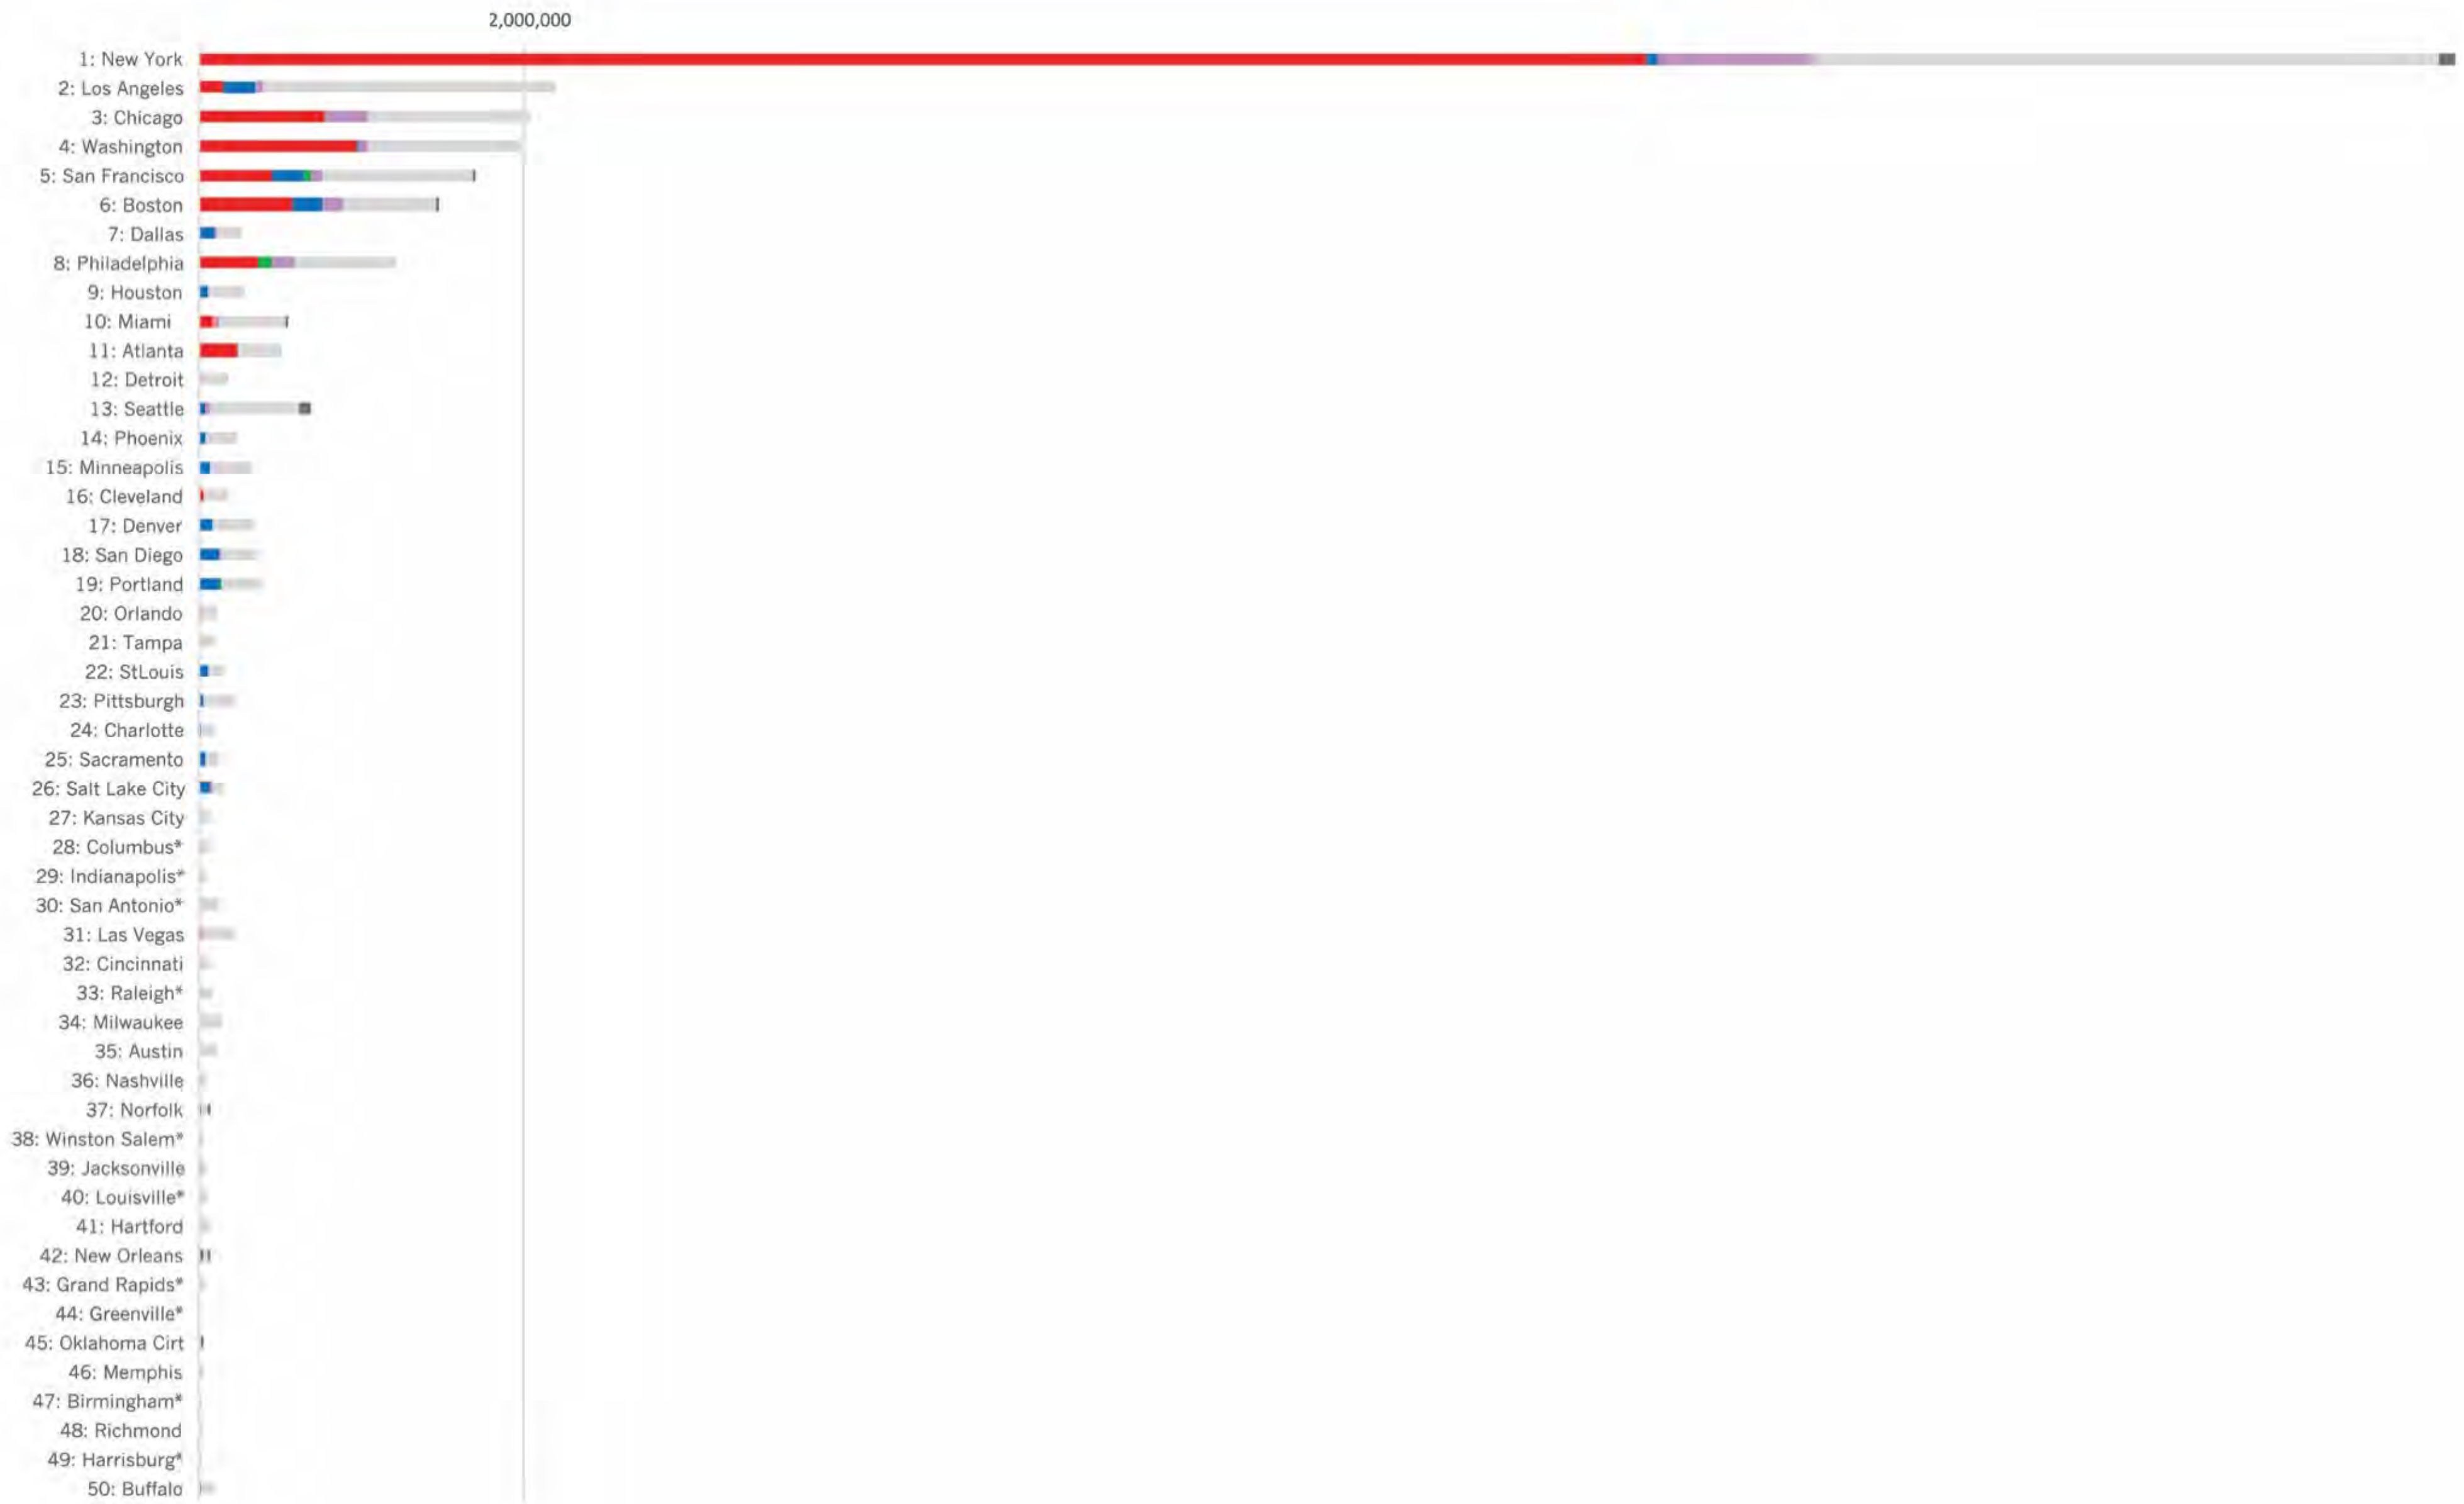 2,000,000
1: New York
2: Los Angeles
3: Chicago
4: Washington
5: San Francisco
6: Boston
7: Dallas
8: Philadelphia
9: Houston
10: Miami
11: Atlanta
12: Detroit
13: Seattle
14: Phoenix
15: Minneapolis
16: Cleveland
17: Denver
18: San Diego
19: Portland
20: Orlando
21: Tampa
22: StLouis
23: Pittsburgh
24: Charlotte
25: Sacramento
26: Salt Lake City
27: Kansas City
28: Columbus*
29: Indianapolis*
30: San Antonio*
31: Las Vegas
32: Cincinnati
33: Raleigh*
34: Milwaukee
35: Austin
36: Nashville
37: Norfolk
38: Winston Salem*
39: Jacksonville
40: Louisville*
41: Hartford
42: New Orleans
43: Grand Rapids*
44: Greenville*
45: Oklahoma Cirt
46: Memphis
47: Birmingham*
48: Richmond
49: Harrisburg*
50: Buffalo